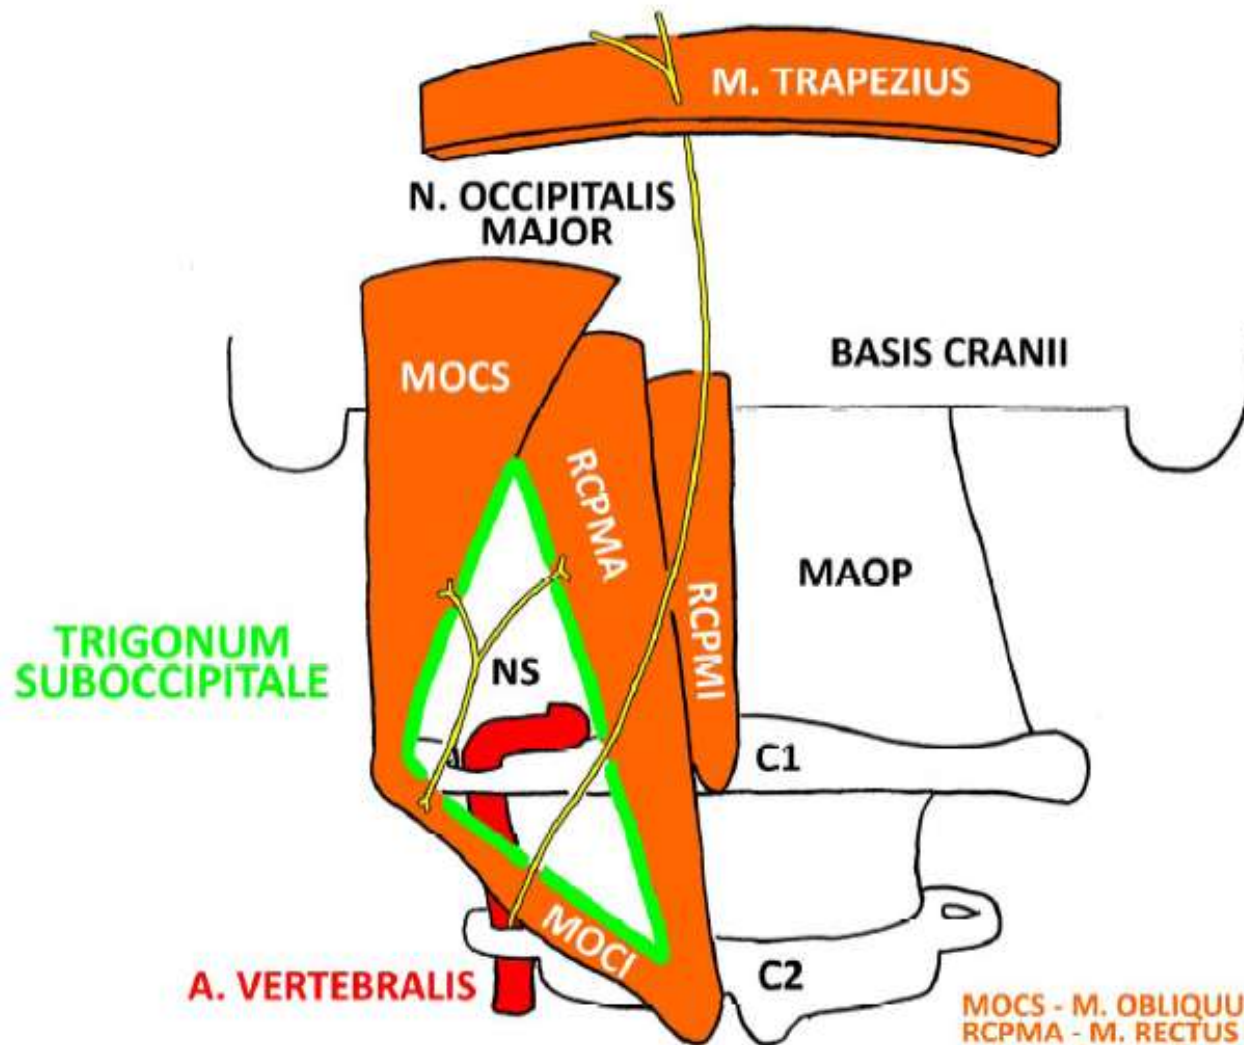 M. TRAPEZIUS
N. OCCIPITALIS
MAJOR
BASIS CRANII
MOCS
RCPMA
MAOP
RCPMI
TRIGONUM
SUBOCCIPITALE
NS
C1
MOCI
A. VERTEBRALIS
C2
MOCS - M. OBLIQUU
RCPMA - M. RECTUS